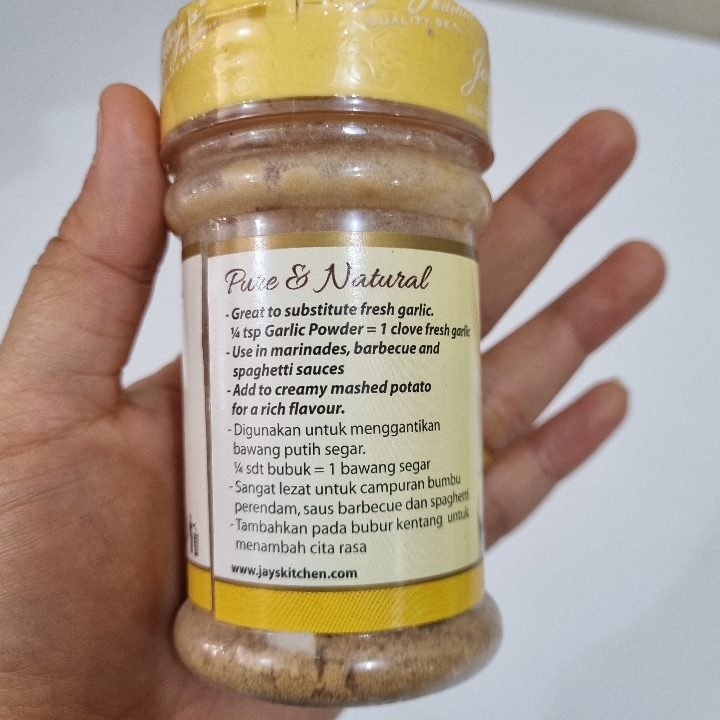 QUALITY SEAL
Pure & Natural
- Great to substitute fresh garlic.
¼ tsp Garlic Powder = 1 clove fresh garlic
- Use in marinades, barbecue and
spaghetti sauces
- Add to creamy mashed potato
for a rich flavour.
- Digunakan untuk menggantikan
bawang putih segar.
¼ sdt bubuk = 1 bawang segar
- Sangat lezat untuk campuran bumbu
perendam, saus barbecue dan spaghetti
- Tambahkan pada bubur kentang untuk
menambah cita rasa
www.jayskitchen.com